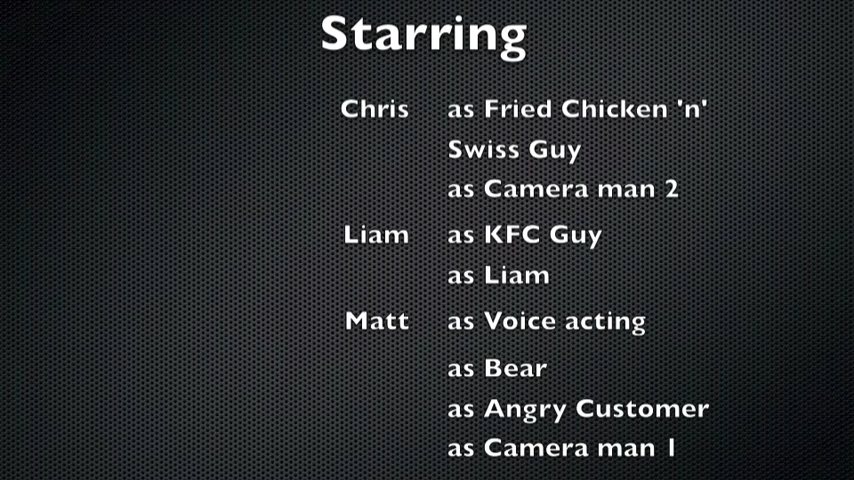 Starring
Chris as Fried Chicken 'n'
Swiss Guy
as Camera man 2
Liam as KFC Guy
as Liam
Matt as Voice acting
as Bear
as Angry Customer
as Camera man 1